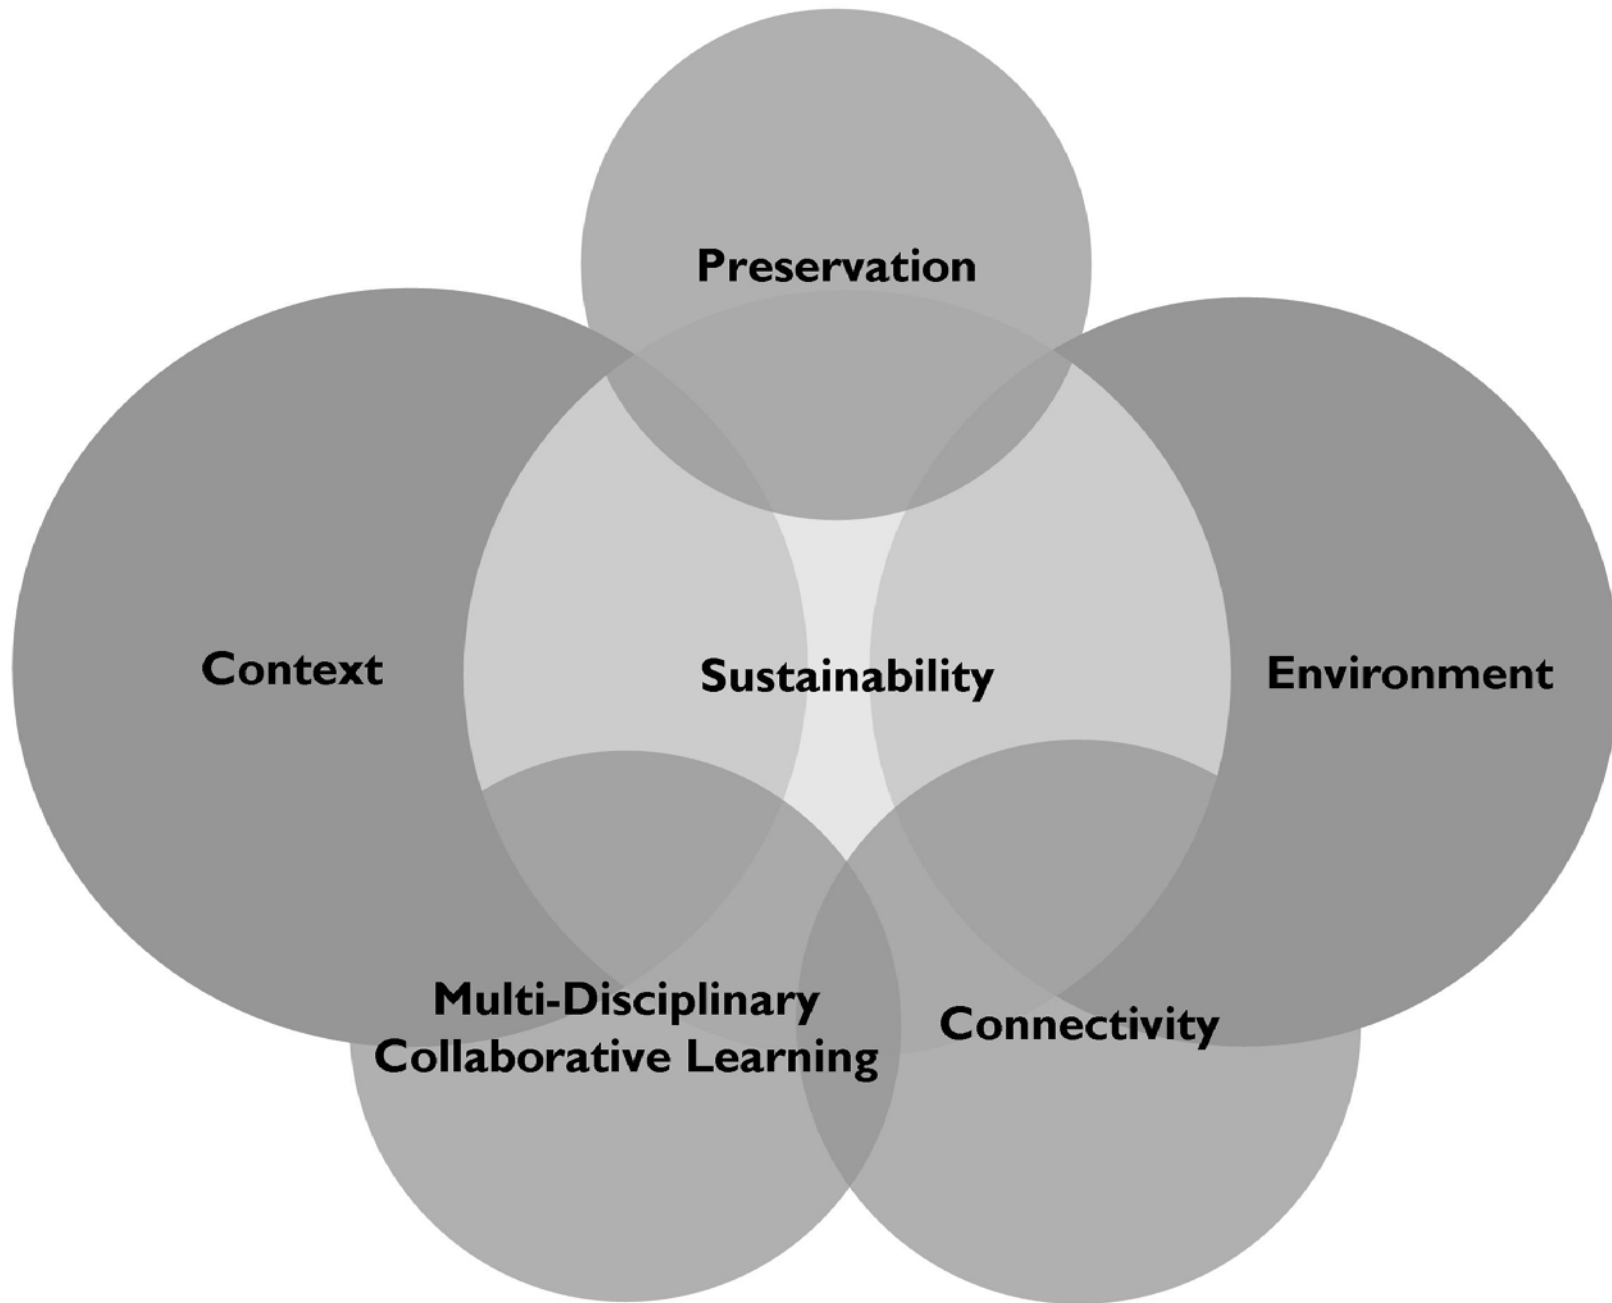 Preservation
Context
Sustainability
Environment
Multi-Disciplinary
Collaborative Learning
Connectivity